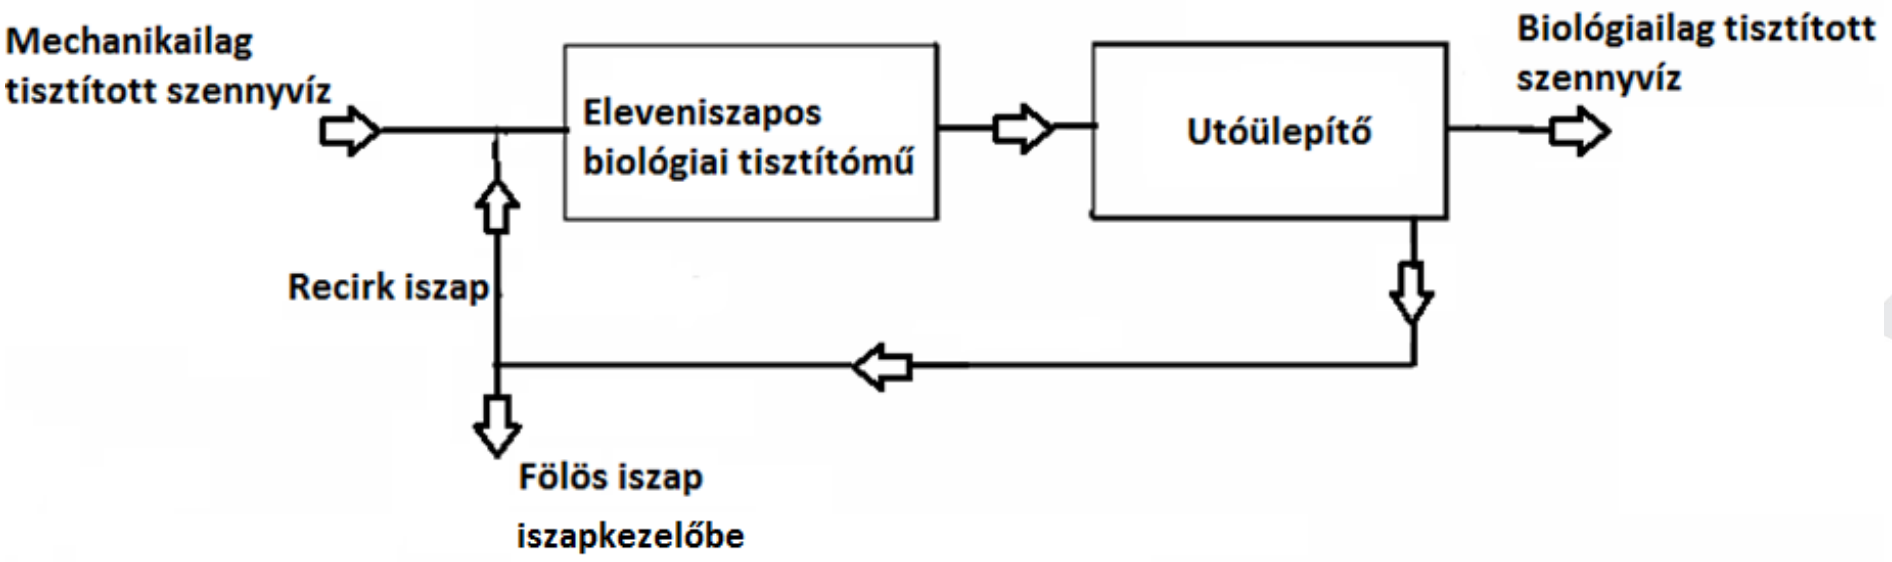 Mechanikailag
tisztított szennyvíz
Eleveniszapos
biológiai tisztítómű
Utóülepítő
Biológiailag tisztított
szennyvíz
Recirk iszap
Fölös iszap
iszapkezelőbe